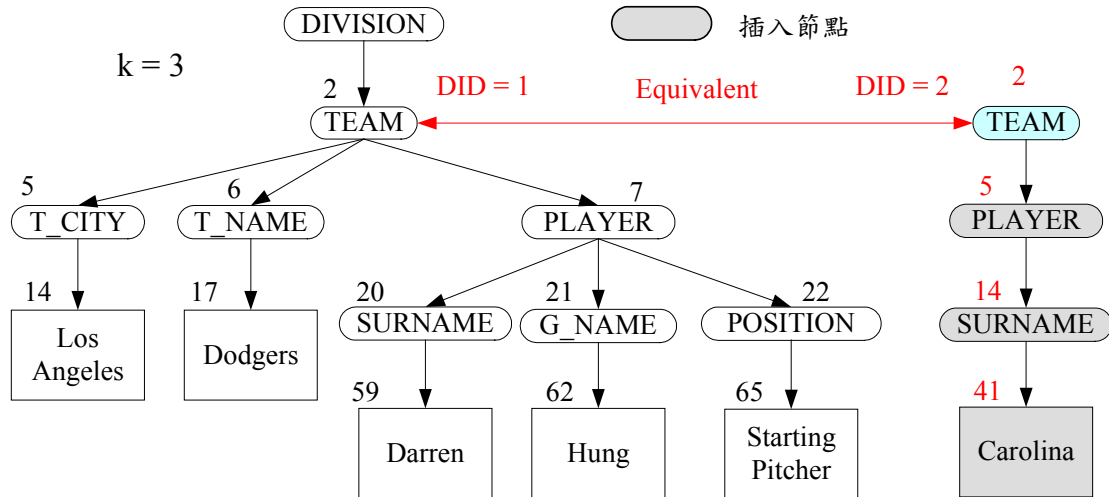 DIVISION
插入節點
k = 3
2
DID = 1
Equivalent
DID = 2
2
TEAM
TEAM
5
6
7
5
T_CITY
T_NAME
PLAYER
PLAYER
14
17
20
21
22
14
SURNAME
G_NAME
POSITION
SURNAME
Los
Angeles
Dodgers
59
62
65
41
Darren
Hung
Starting
Pitcher
Carolina